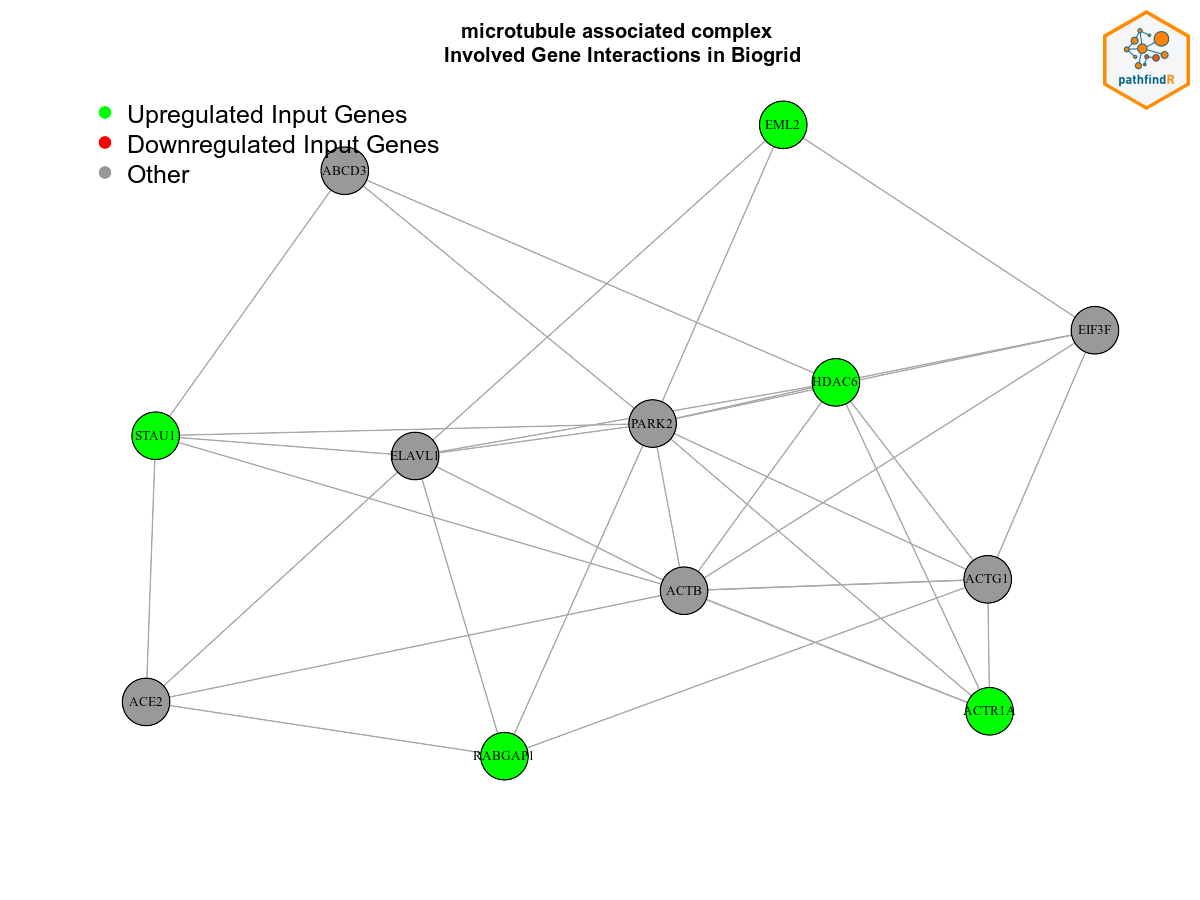 microtubule associated complex
Involved Gene Interactions in Biogrid
pathfindR
Upregulated Input Genes
Downregulated Input Genes
Other
EML2
ABCD3
EIF3F
HDAC6
PARK2
STAU1
ELAVL1
ACTG1
ACTB
ACE2
ACTR1A
RABGAP1